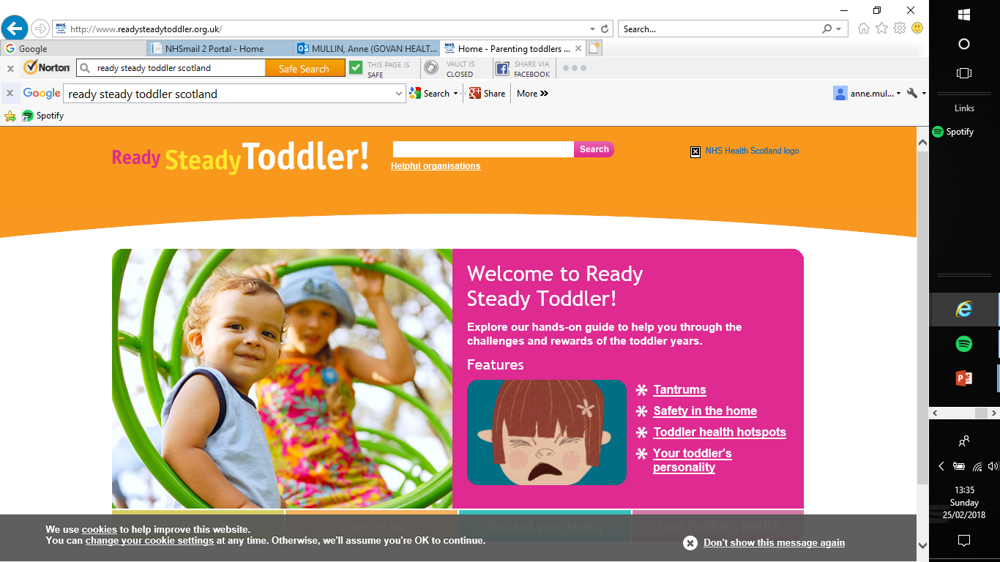 http://www.readysteadytoddler.org.uk/
Search...
Google
NHSmail 2 Portal - Home
MULLIN, Anne (GOVAN HEALT...
Home - Parenting toddlers ...
Norton
ready steady toddler scotland
Safe Search
THIS PAGE IS
SAFE
VAULT IS
CLOSED
SHARE VIA
FACEBOOK
Google
ready steady toddler scotland
Search
Share
More
anne.mul...
Spotify
Links
Spotify
Ready Steady Toddler!
Search
Helpful organisations
NHS Health Scotland logo
Welcome to Ready
Steady Toddler!
Explore our hands-on guide to help you through the
challenges and rewards of the toddler years.
Features
Tantrums
Safety in the home
Toddler health hotspots
Your toddler's
personality
Growing up
You and your family
Your toddler's health
We use cookies to help improve this website.
You can change your cookie settings at any time. Otherwise, we'll assume you're OK to continue.
Don't show this message again
13:35
Sunday
25/02/2018